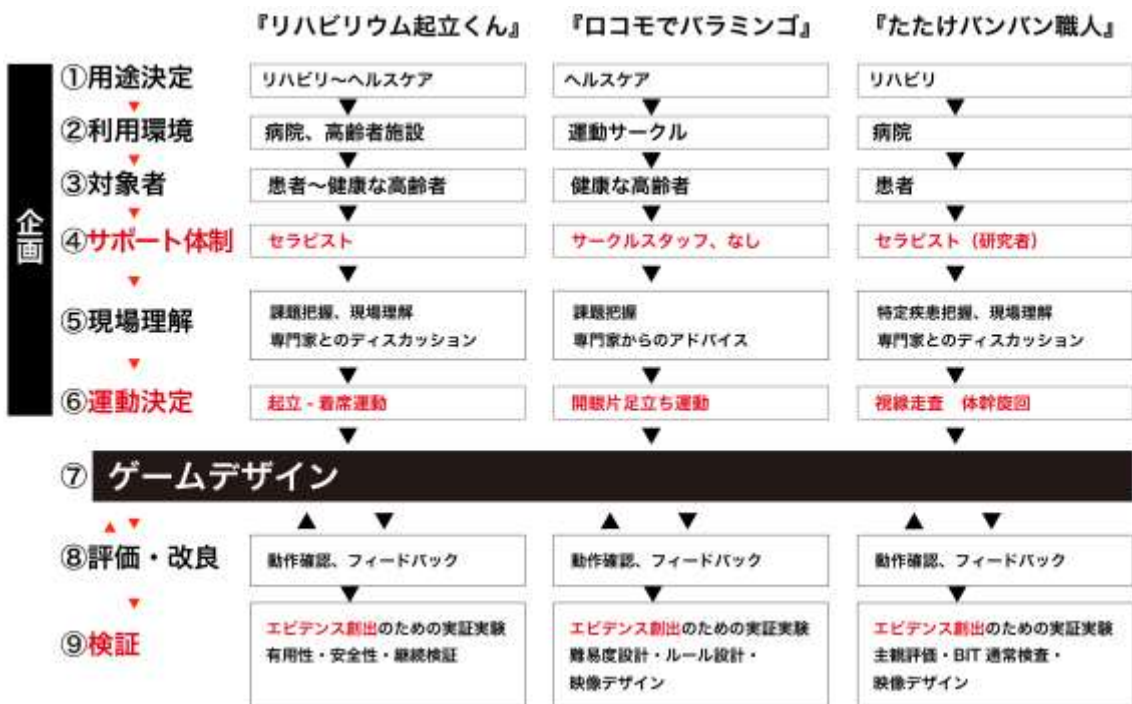 『リハビリウム起立くん』 『ロコモでバラミンゴ』 『たたけバンバン職人』
企画
①用途決定 リハビリ～ヘルスケア ヘルスケア リハビリ
②利用環境 病院、高齢者施設 運動サークル 病院
③対象者 患者～健康な高齢者 健康な高齢者 患者
④サポート体制 セラピスト サークルスタッフ、なし セラピスト（研究者）
⑤現場理解 課題把握、現場理解 課題把握 特定疾患把握、現場理解
専門家とのディスカッション 専門家からのアドバイス 専門家とのディスカッション
⑥運動決定 起立 - 着席運動 開眼片足立ち運動 視線走査 体幹旋回
⑦ゲームデザイン
⑧評価・改良 動作確認、フィードバック 動作確認、フィードバック 動作確認、フィードバック
⑨検証 エビデンス創出のための実証実験 エビデンス創出のための実証実験 エビデンス創出のための実証実験
有用性・安全性・継続検証 難易度設計・ルール設計・ 主観評価・BIT 通常検査・
映像デザイン 映像デザイン